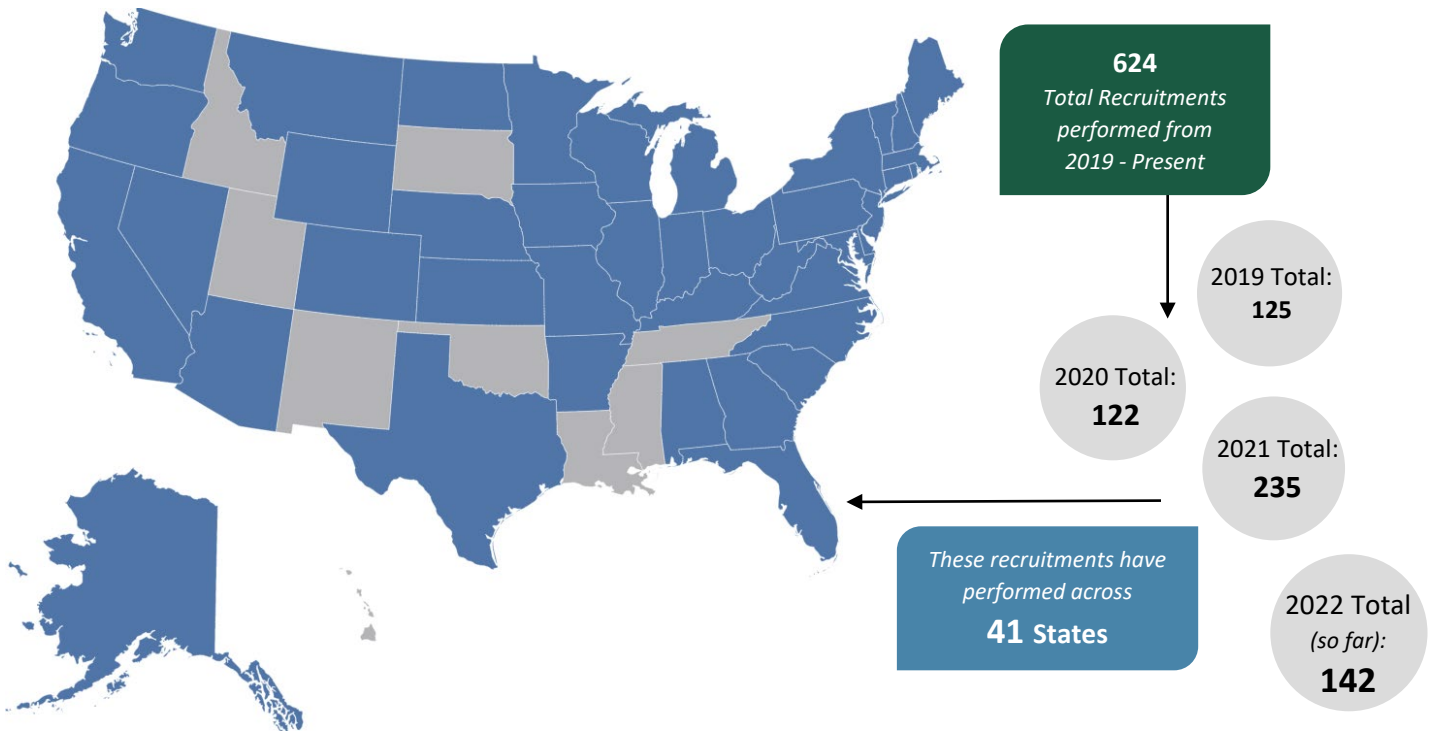 624
Total Recruitments
performed from
2019 - Present
2019 Total:
125
2020 Total:
122
2021 Total:
235
These recruitments have
performed across
41 States
2022 Total
(so far):
142